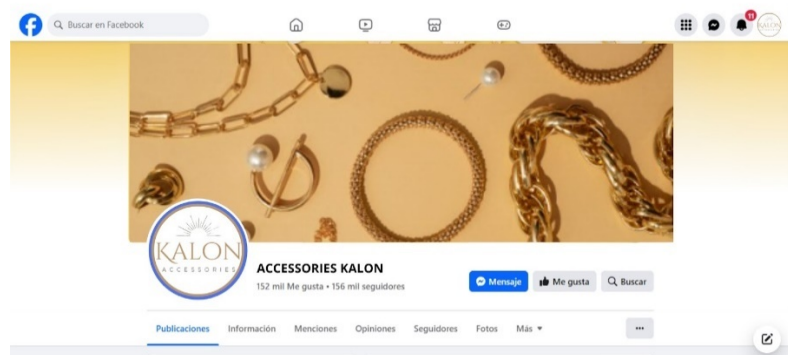 Buscar en Facebook
11
KALON
KALON
ACCESSORIES
ACCESSORIES KALON
152 mil Me gusta • 156 mil seguidores
Mensaje
Me gusta
Buscar
Publicaciones
Información
Menciones
Opiniones
Seguidores
Fotos
Más